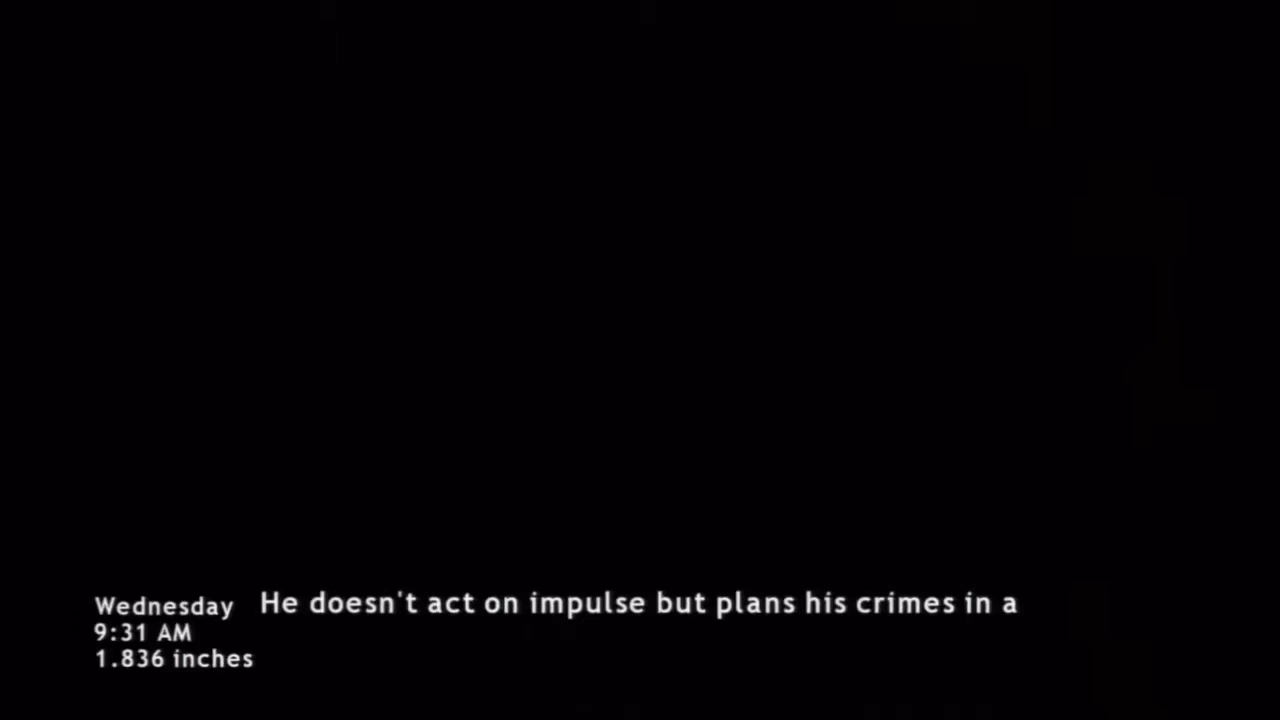 Wednesday
9:31 AM
1.836 inches
He doesn't act on impulse but plans his crimes in a